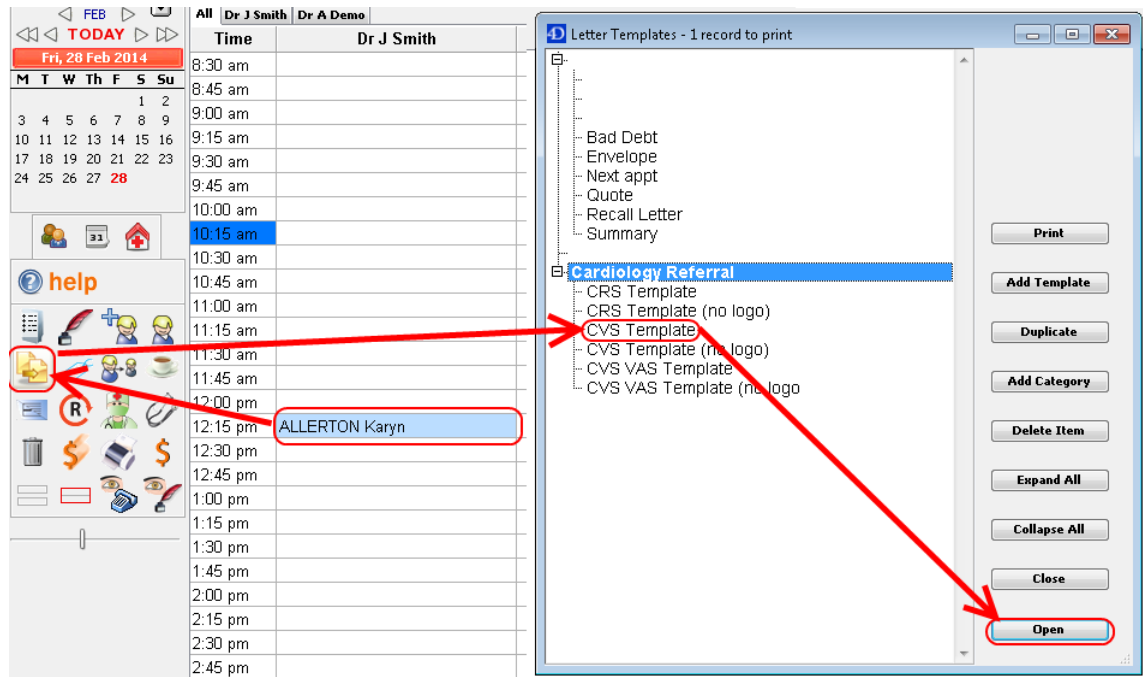 FEB
TODAY
Fri, 28 Feb 2014
M T W Th F S Su
1 2
3 4 5 6 7 8 9
10 11 12 13 14 15 16
17 18 19 20 21 22 23
24 25 26 27 28
31
help
R
All Dr J Smith Dr A Demo
Time Dr J Smith
8:30 am
8:45 am
9:00 am
9:15 am
9:30 am
9:45 am
10:00 am
10:15 am
10:30 am
10:45 am
11:00 am
11:15 am
11:30 am
11:45 am
12:00 pm
12:15 pm ALLERTON Karyn
12:30 pm
12:45 pm
1:00 pm
1:15 pm
1:30 pm
1:45 pm
2:00 pm
2:15 pm
2:30 pm
2:45 pm
Letter Templates - 1 record to print
Bad Debt
Envelope
Next appt
Quote
Recall Letter
Summary
Cardiology Referral
CRS Template
CRS Template (no logo)
CVS Template
CVS Template (no logo)
CVS VAS Template
CVS VAS Template (no logo
Print
Add Template
Duplicate
Add Category
Delete Item
Expand All
Collapse All
Close
Open